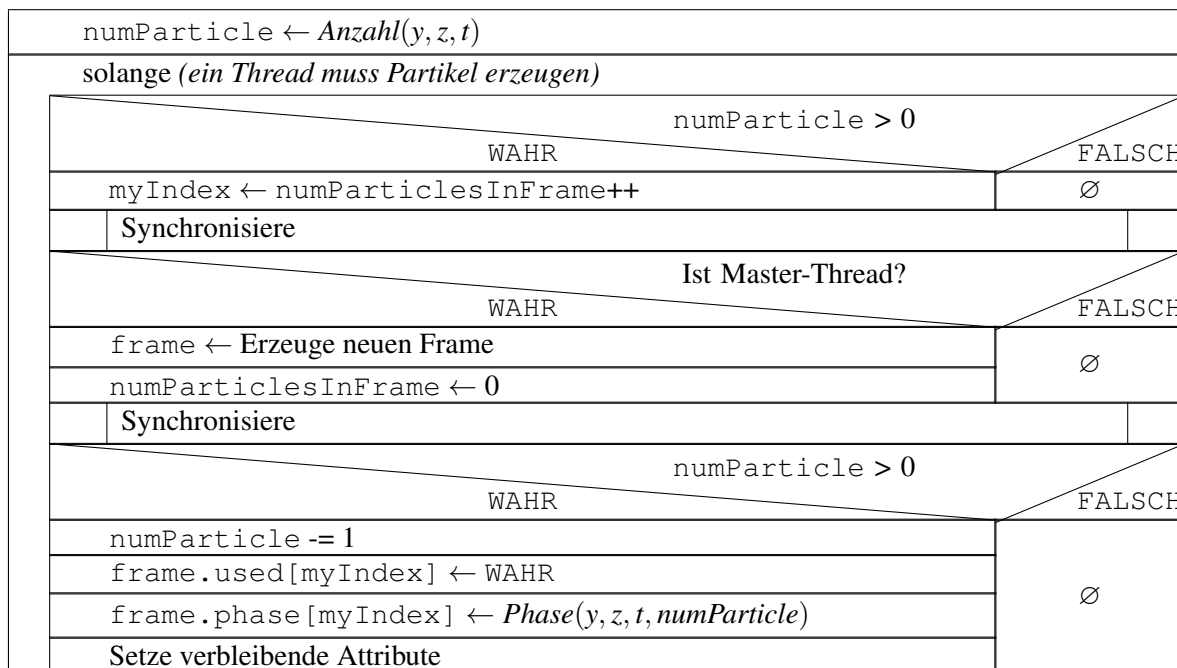 numParticle ← Anzahl(y, z, t)
solange (ein Thread muss Partikel erzeugen)
numParticle > 0
WAHR FALSCH
myIndex ← numParticlesInFrame++ ∅
Synchronisiere
Ist Master-Thread?
WAHR FALSCH
frame ← Erzeuge neuen Frame
∅
numParticlesInFrame ← 0
Synchronisiere
numParticle > 0
WAHR FALSCH
numParticle -= 1
frame.used[myIndex] ← WAHR
∅
frame.phase[myIndex] ← Phase(y, z, t, numParticle)
Setze verbleibende Attribute